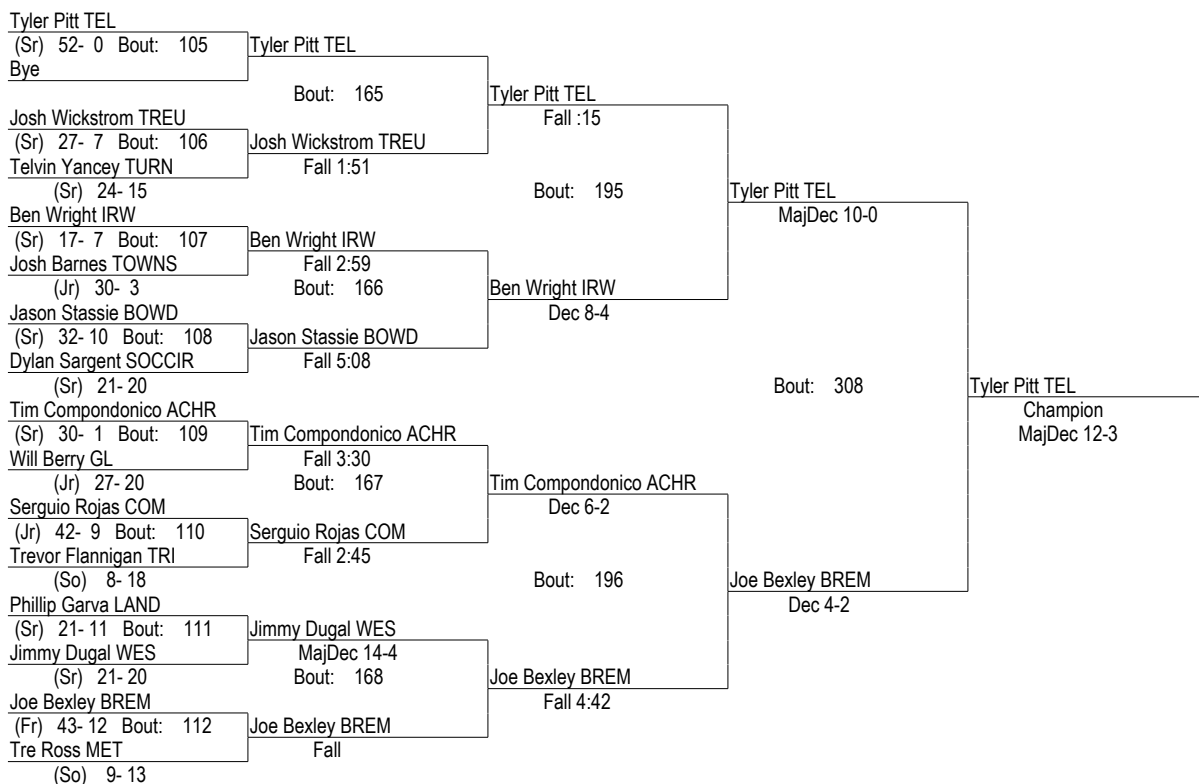 Tyler Pitt TEL
(Sr) 52- 0 Bout: 105
Bye
Tyler Pitt TEL
Bout: 165
Josh Wickstrom TREU
(Sr) 27- 7 Bout: 106
Telvin Yancey TURN
(Sr) 24- 15
Josh Wickstrom TREU
Fall 1:51
Tyler Pitt TEL
Fall :15
Bout: 195
Ben Wright IRW
(Sr) 17- 7 Bout: 107
Josh Barnes TOWNS
(Jr) 30- 3
Ben Wright IRW
Fall 2:59
Bout: 166
Jason Stassie BOWD
(Sr) 32- 10 Bout: 108
Dylan Sargent SOCCIR
(Sr) 21- 20
Jason Stassie BOWD
Fall 5:08
Ben Wright IRW
Dec 8-4
Tyler Pitt TEL
MajDec 10-0
Bout: 308
Tim Compondonico ACHR
(Sr) 30- 1 Bout: 109
Will Berry GL
(Jr) 27- 20
Tim Compondonico ACHR
Fall 3:30
Bout: 167
Serguio Rojas COM
(Jr) 42- 9 Bout: 110
Trevor Flannigan TRI
(So) 8- 18
Serguio Rojas COM
Fall 2:45
Tim Compondonico ACHR
Dec 6-2
Bout: 196
Phillip Garva LAND
(Sr) 21- 11 Bout: 111
Jimmy Dugal WES
(Sr) 21- 20
Jimmy Dugal WES
MajDec 14-4
Bout: 168
Joe Bexley BREM
(Fr) 43- 12 Bout: 112
Tre Ross MET
(So) 9- 13
Joe Bexley BREM
Fall
Joe Bexley BREM
Fall 4:42
Joe Bexley BREM
Dec 4-2
Tyler Pitt TEL
Champion
MajDec 12-3